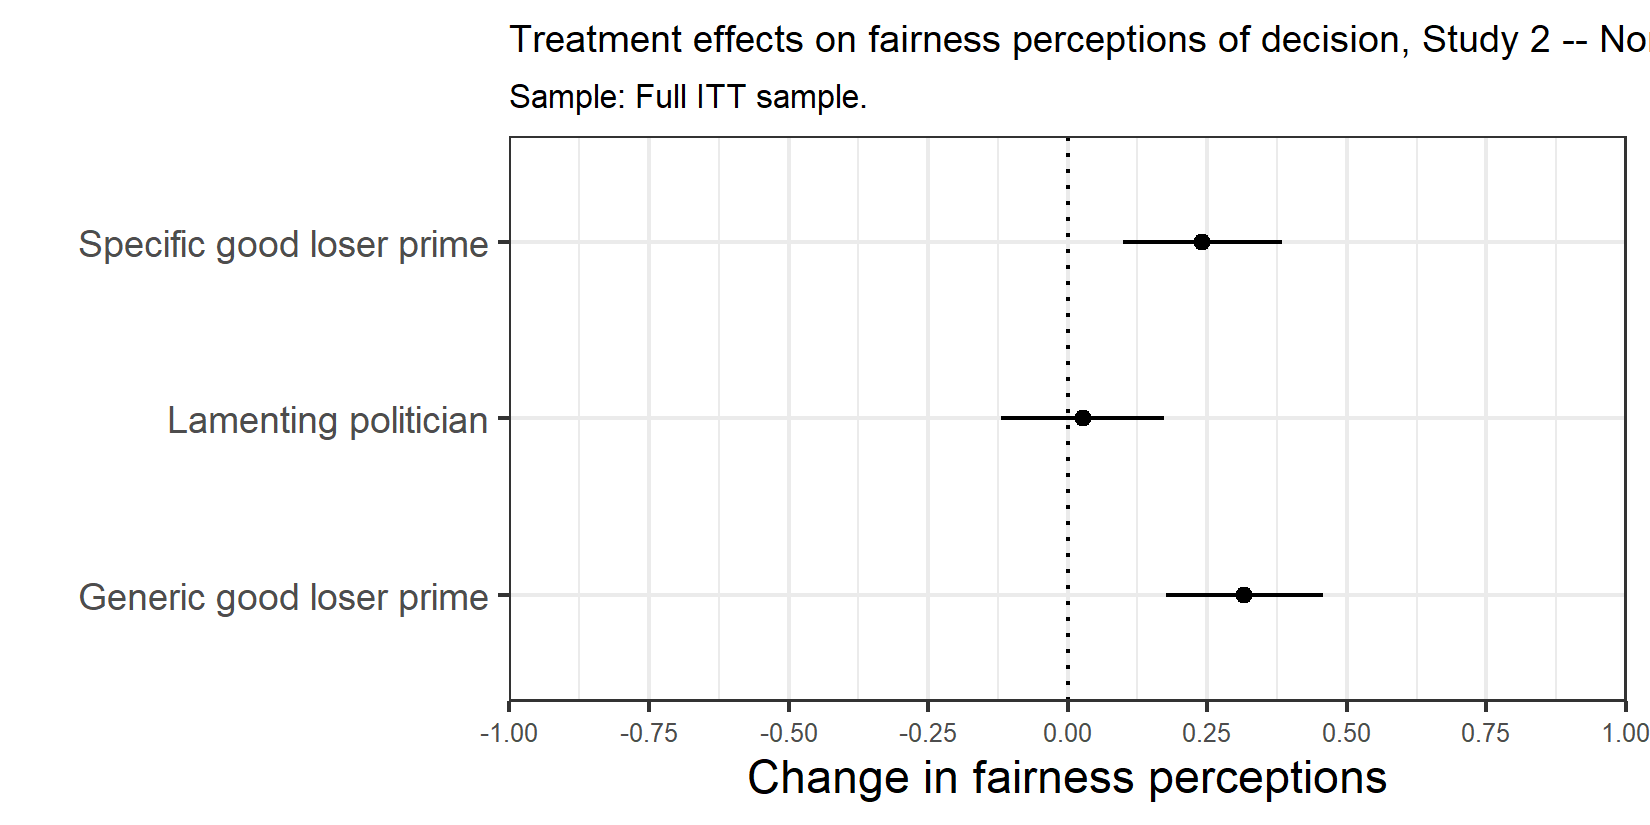 Treatment effects on fairness perceptions of decision, Study 2 --
Sample: Full ITT sample.
Specific good loser prime
Lamenting politician
Generic good loser prime
-1.00 -0.75 -0.50 -0.25 0.00 0.25 0.50 0.75 1.00
Change in fairness perceptions